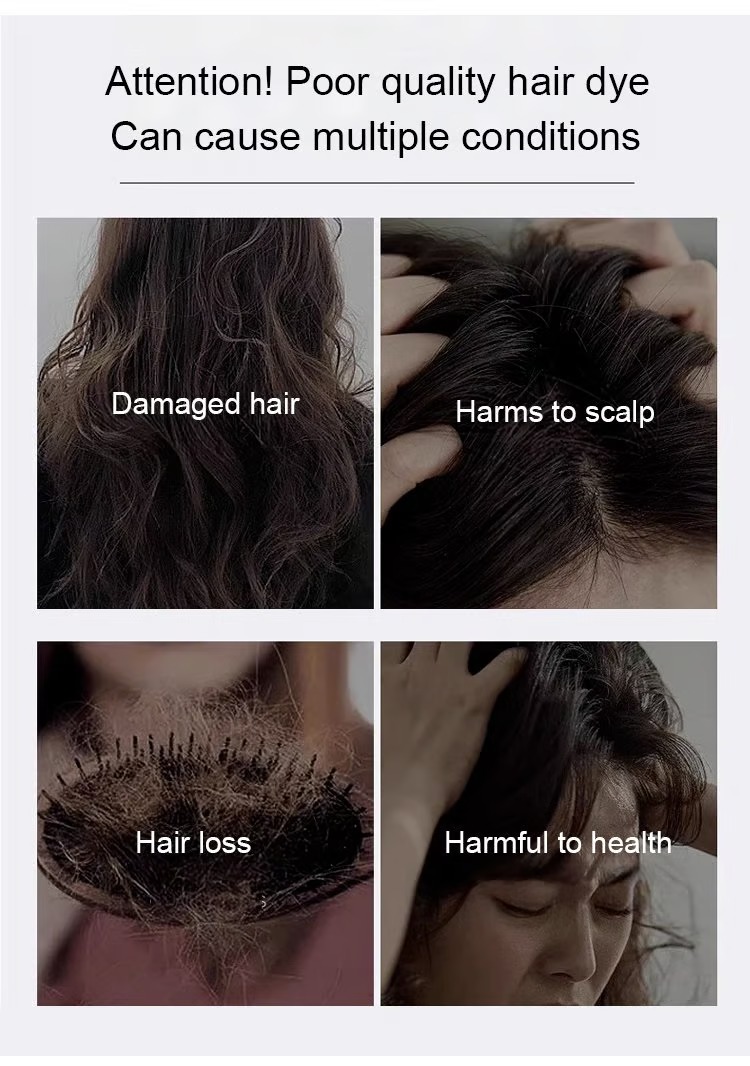 Attention! Poor quality hair dye
Can cause multiple conditions
Damaged hair
Harms to scalp
Hair loss
Harmful to health